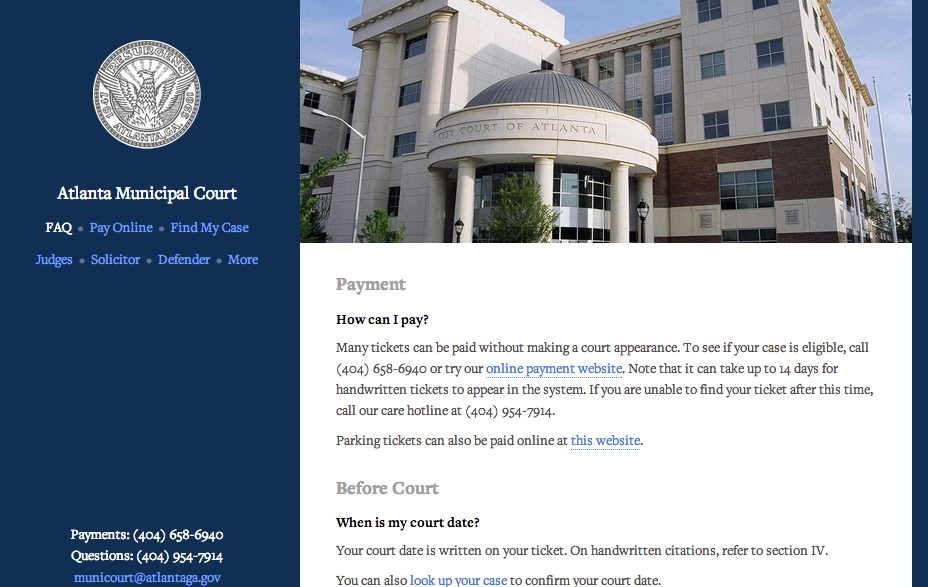 RESURGENS
1847 1865
ATLANTA, GA.
Atlanta Municipal Court
FAQ • Pay Online • Find My Case
Judges • Solicitor • Defender • More
Payments: (404) 658-6940
Questions: (404) 954-7914
municourt@atlantaga.gov
CITY COURT OF ATLANTA
Payment
How can I pay?
Many tickets can be paid without making a court appearance. To see if your case is eligible, call
(404) 658-6940 or try our online payment website. Note that it can take up to 14 days for
handwritten tickets to appear in the system. If you are unable to find your ticket after this time,
call our care hotline at (404) 954-7914.
Parking tickets can also be paid online at this website.
Before Court
When is my court date?
Your court date is written on your ticket. On handwritten citations, refer to section IV.
You can also look up your case to confirm your court date.